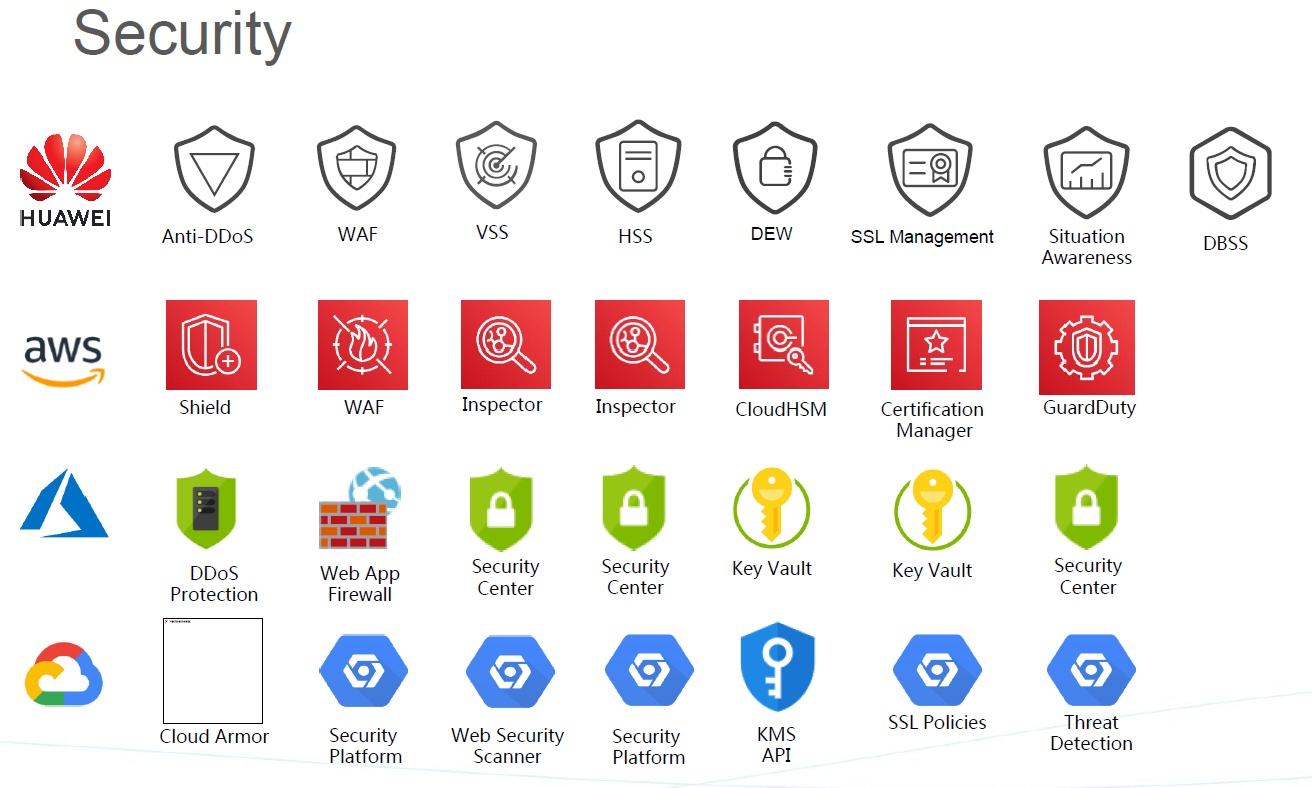 Security
HUAWEI
Anti-DDoS
WAF
VSS
HSS
DEW
SSL Management
Situation
Awareness
DBSS
aws
Shield
WAF
Inspector
Inspector
CloudHSM
Certification
Manager
GuardDuty
DDoS
Protection
Web App
Firewall
Security
Center
Security
Center
Key Vault
Key Vault
Security
Center
Cloud Armor
Security
Platform
Web Security
Scanner
Security
Platform
KMS
API
SSL Policies
Threat
Detection